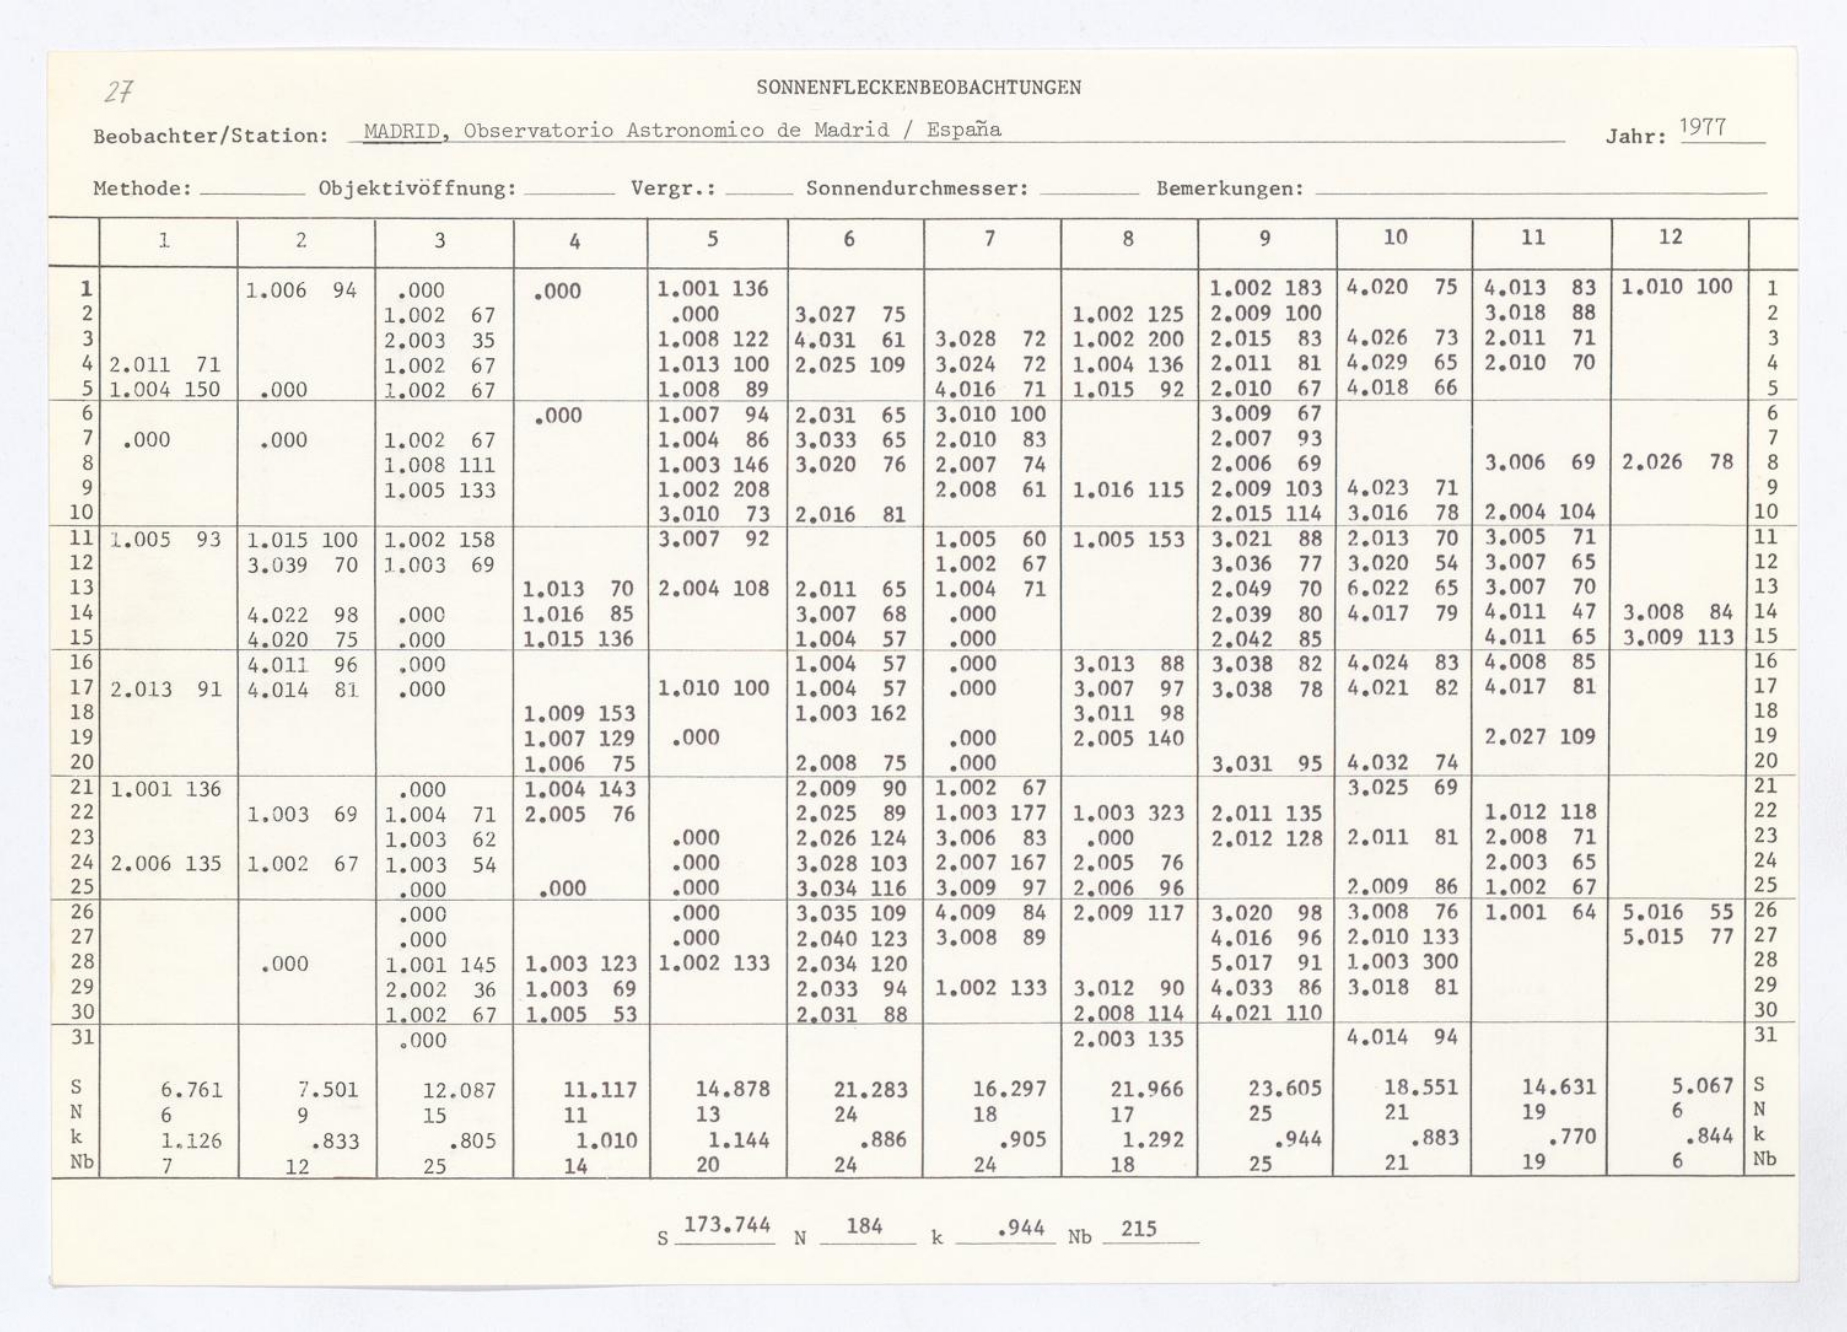 27
SONNENFLECKENBEOBACHTUNGEN
Beobachter/Station: MADRID, Observatorio Astronomico de Madrid / España Jahr: 1977
Methode: Objektivöffnung: Vergr.: Sonnendurchmesser: Bemerkungen:
1 2 3 4 5 6 7 8 9 10 11 12
1 1.006 94 .000 .000 1.001 136 1.002 183 4.020 75 4.013 83 1.010 100 1
2 1.002 67 .000 3.027 75 1.002 125 2.009 100 3.018 88 2
3 2.003 35 1.008 122 4.031 61 3.028 72 1.002 200 2.015 83 4.026 73 2.011 71 3
4 2.011 71 1.002 67 1.013 100 2.025 109 3.024 72 1.004 136 2.011 81 4.029 65 2.010 70 4
5 1.004 150 .000 1.002 67 1.008 89 4.016 71 1.015 92 2.010 67 4.018 66 5
6 .000 1.007 94 2.031 65 3.010 100 3.009 67 6
7 .000 .000 1.002 67 1.004 86 3.033 65 2.010 83 2.007 93 7
8 1.008 111 1.003 146 3.020 76 2.007 74 2.006 69 3.006 69 2.026 78 8
9 1.005 133 1.002 208 2.008 61 1.016 115 2.009 103 4.023 71 9
10 3.010 73 2.016 81 2.015 114 3.016 78 2.004 104 10
11 1.005 93 1.015 100 1.002 158 3.007 92 1.005 60 1.005 153 3.021 88 2.013 70 3.005 71 11
12 3.039 70 1.003 69 1.002 67 3.036 77 3.020 54 3.007 65 12
13 1.013 70 2.004 108 2.011 65 1.004 71 2.049 70 6.022 65 3.007 70 13
14 4.022 98 .000 1.016 85 3.007 68 .000 2.039 80 4.017 79 4.011 47 3.008 84 14
15 4.020 75 .000 1.015 136 1.004 57 .000 2.042 85 4.011 65 3.009 113 15
16 4.011 96 .000 1.004 57 .000 3.013 88 3.038 82 4.024 83 4.008 85 16
17 2.013 91 4.014 81 .000 1.010 100 1.004 57 .000 3.007 97 3.038 78 4.021 82 4.017 81 17
18 1.009 153 1.003 162 3.011 98 18
19 1.007 129 .000 .000 2.005 140 2.027 109 19
20 1.006 75 2.008 75 .000 3.031 95 4.032 74 20
21 1.001 136 .000 1.004 143 2.009 90 1.002 67 3.025 69 21
22 1.003 69 1.004 71 2.005 76 2.025 89 1.003 177 1.003 323 2.011 135 1.012 118 22
23 1.003 62 .000 2.026 124 3.006 83 .000 2.012 128 2.011 81 2.008 71 23
24 2.006 135 1.002 67 1.003 54 .000 3.028 103 2.007 167 2.005 76 2.003 65 24
25 .000 .000 .000 3.034 116 3.009 97 2.006 96 2.009 86 1.002 67 25
26 .000 .000 3.035 109 4.009 84 2.009 117 3.020 98 3.008 76 1.001 64 5.016 55 26
27 .000 .000 2.040 123 3.008 89 4.016 96 2.010 133 5.015 77 27
28 .000 1.001 145 1.003 123 1.002 133 2.034 120 5.017 91 1.003 300 28
29 2.002 36 1.003 69 2.033 94 1.002 133 3.012 90 4.033 86 3.018 81 29
30 1.002 67 1.005 53 2.031 88 2.008 114 4.021 110 30
31 .000 2.003 135 4.014 94 31
S 6.761 7.501 12.087 11.117 14.878 21.283 16.297 21.966 23.605 18.551 14.631 5.067 S
N 6 9 15 11 13 24 18 17 25 21 19 6 N
k 1.126 .833 .805 1.010 1.144 .886 .905 1.292 .944 .883 .770 .844 k
Nb 7 12 25 14 20 24 24 18 25 21 19 6 Nb
S 173.744 N 184 k .944 Nb 215